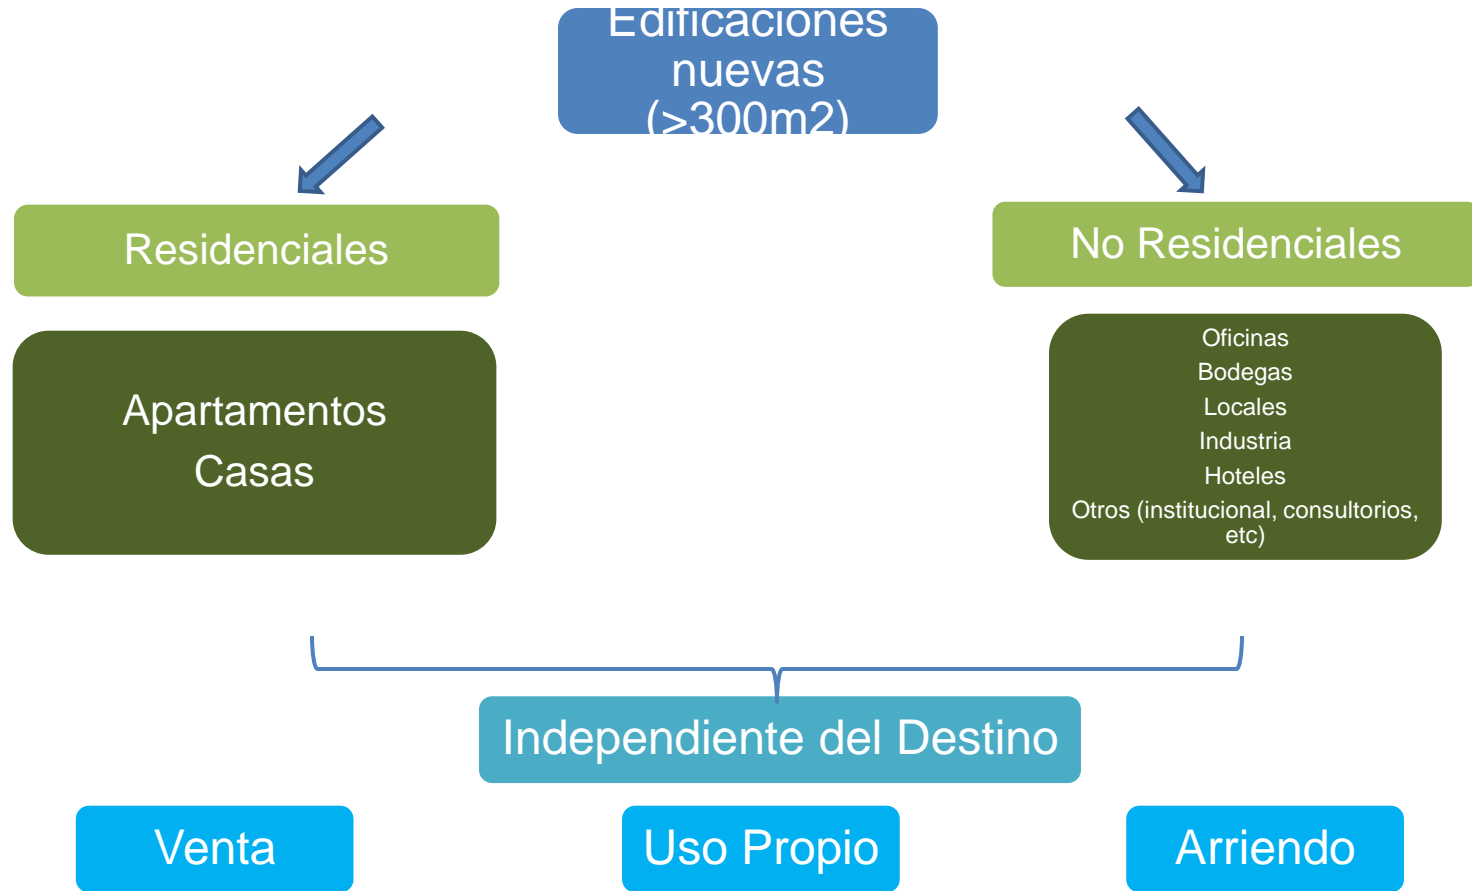 Edificaciones
nuevas
(>300m2)
Residenciales
No Residenciales
Apartamentos
Casas
Oficinas
Bodegas
Locales
Industria
Hoteles
Otros (institucional, consultorios,
etc)
Independiente del Destino
Venta
Uso Propio
Arriendo